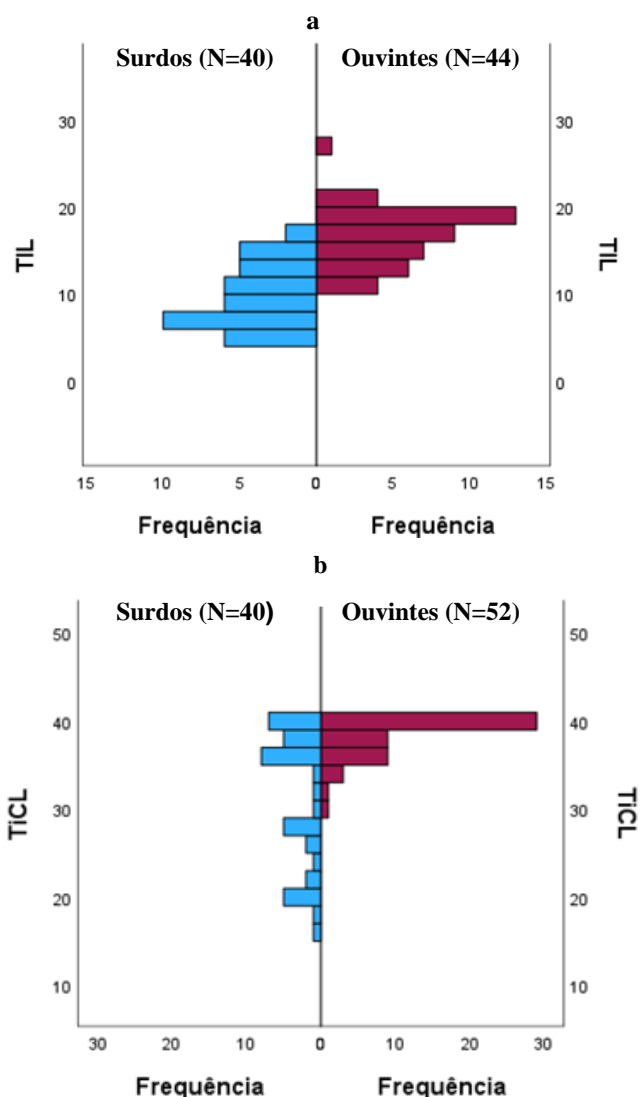 a
Surdos (N=40) Ouvintes (N=44)
30 30
20 20
TIL TIL
10 10
0 0
15 10 5 0 5 10 15
Frequência Frequência
b
Surdos (N=40) Ouvintes (N=52)
50 50
40 40
TiCL TiCL
30 30
20 20
10 10
30 20 10 0 10 20 30
Frequência Frequência